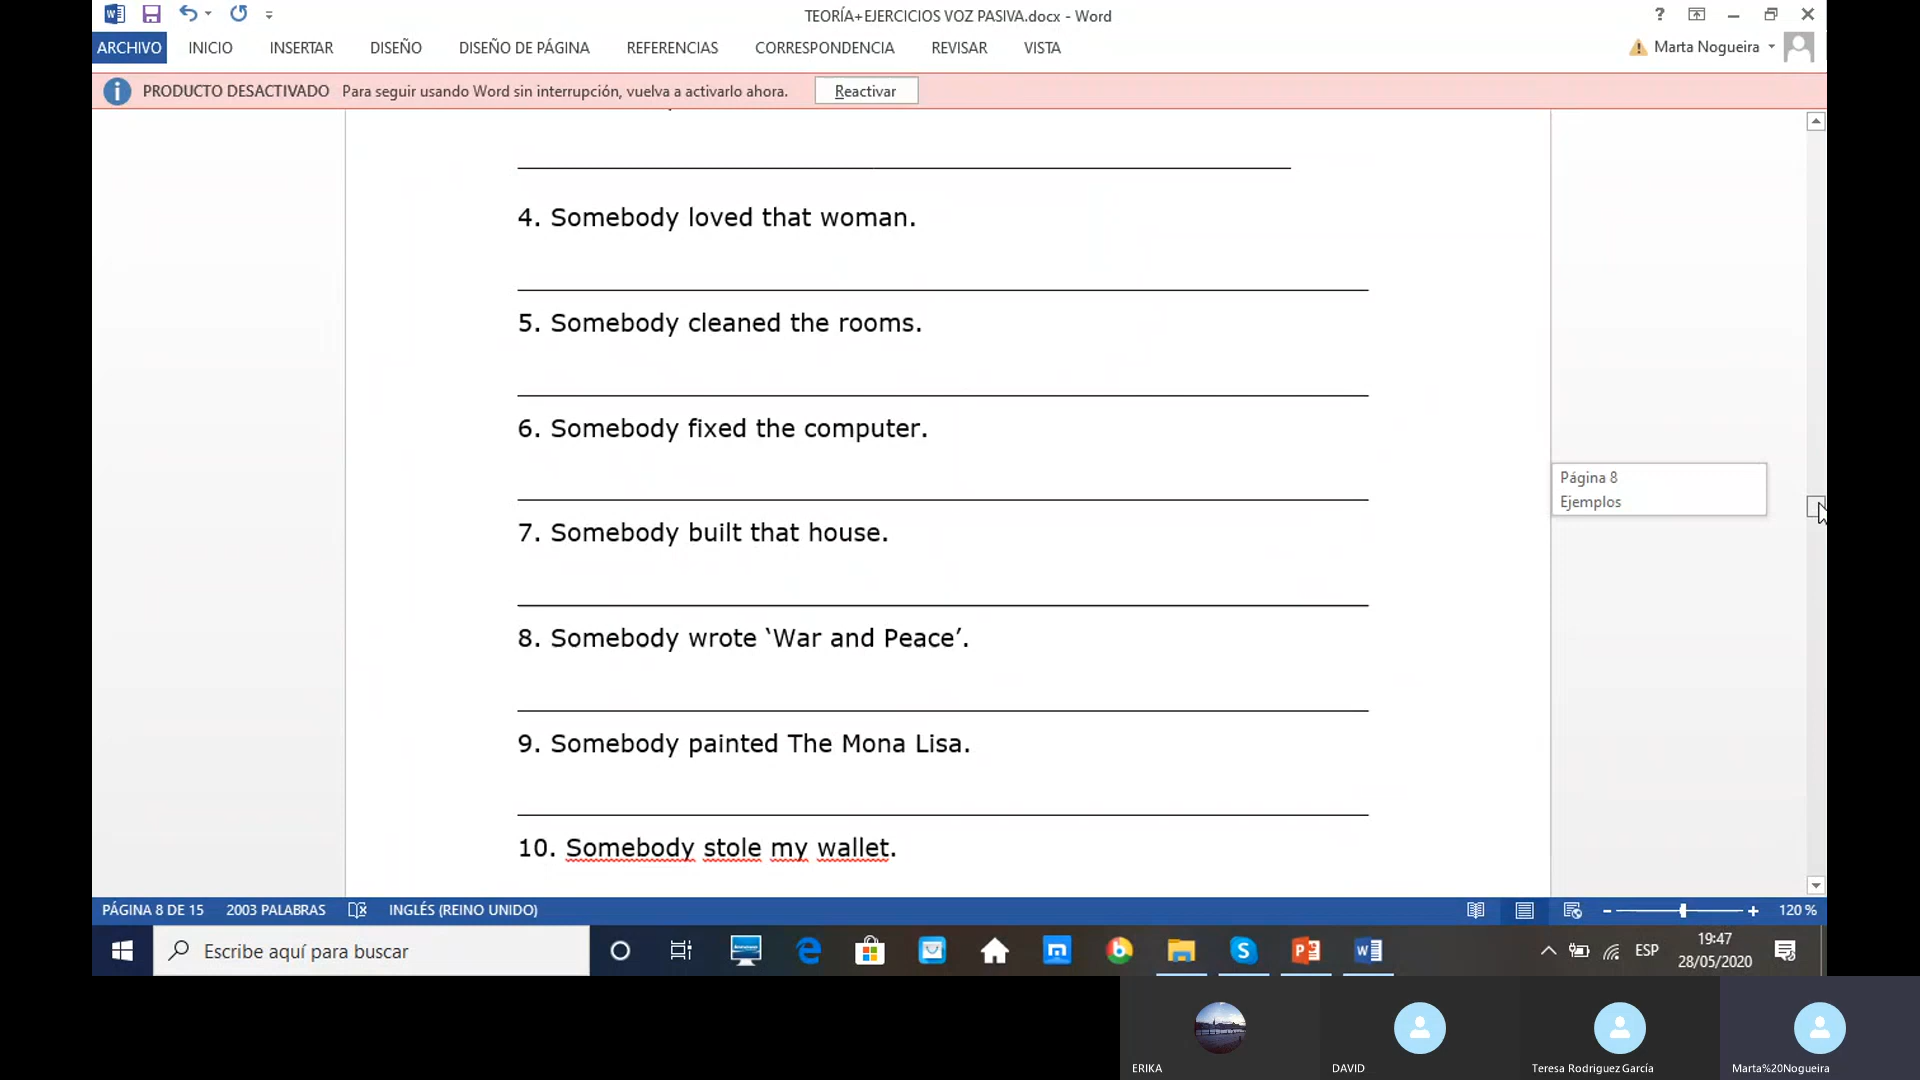 TEORÍA+EJERCICIOS VOZ PASIVA.docx - Word
ARCHIVO INICIO INSERTAR DISEÑO DISEÑO DE PÁGINA REFERENCIAS CORRESPONDENCIA REVISAR VISTA
Marta Nogueira
PRODUCTO DESACTIVADO Para seguir usando Word sin interrupción, vuelva a activarlo ahora. Reactivar
4. Somebody loved that woman.
5. Somebody cleaned the rooms.
6. Somebody fixed the computer.
Página 8
Ejemplos
7. Somebody built that house.
8. Somebody wrote ‘War and Peace’.
9. Somebody painted The Mona Lisa.
10. Somebody stole my wallet.
PÁGINA 8 DE 15 2003 PALABRAS INGLÉS (REINO UNIDO) 120 %
Escribe aquí para buscar
ESP
19:47
28/05/2020
ERIKA DAVID Teresa Rodriguez García Marta%20Nogueira